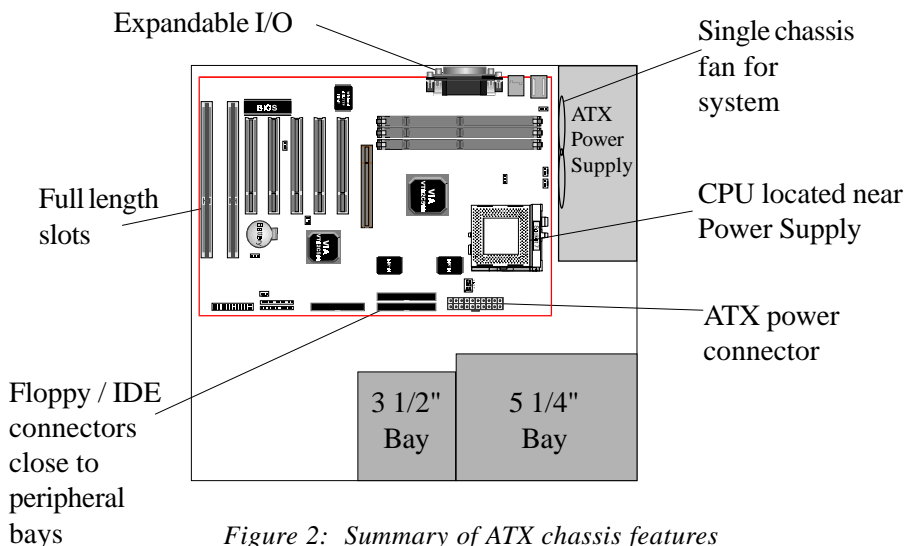 Expandable I/O
Single chassis
fan for
system
BIOS
ATX
Power
Supply
Full length
slots
CPU located near
Power Supply
VIA
VIA
ATX power
connector
Floppy / IDE
connectors
close to
peripheral
bays
3 1/2"
Bay
5 1/4"
Bay
Figure 2: Summary of ATX chassis features